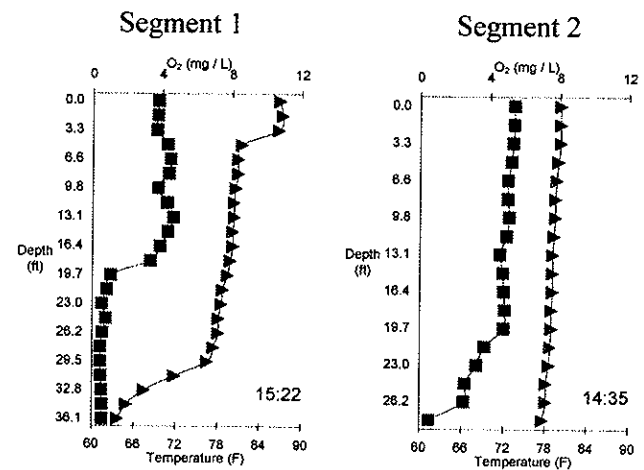 Segment 1
O2 (mg / L)
0 4 8 12
0.0
3.3
6.6
9.8
13.1
16.4
19.7
23.0
26.2
29.5
32.8
36.1
Depth
(ft)
15:22
60 66 72 78 84 90
Temperature (F)
Segment 2
O2 (mg / L)
0 4 8 12
0.0
3.3
6.6
9.8
13.1
16.4
19.7
23.0
26.2
Depth
(ft)
14:35
60 66 72 78 84 90
Temperature (F)